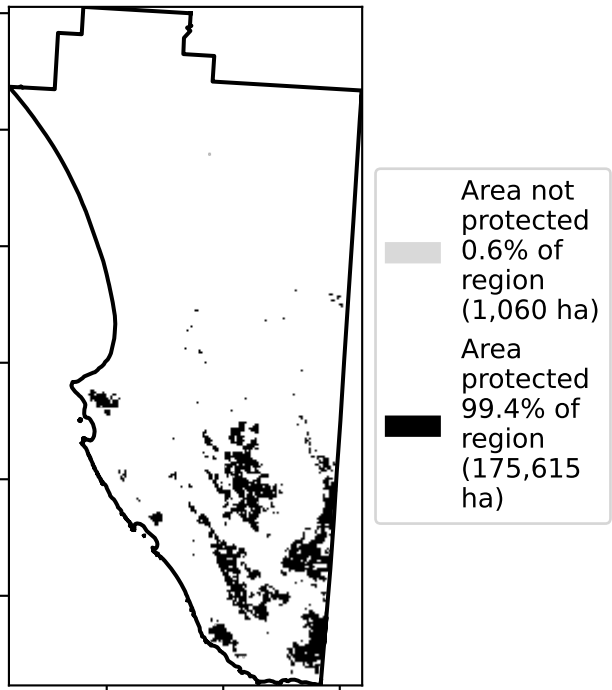 Area not
protected
0.6% of
region
(1,060 ha)
Area
protected
99.4% of
region
(175,615
ha)